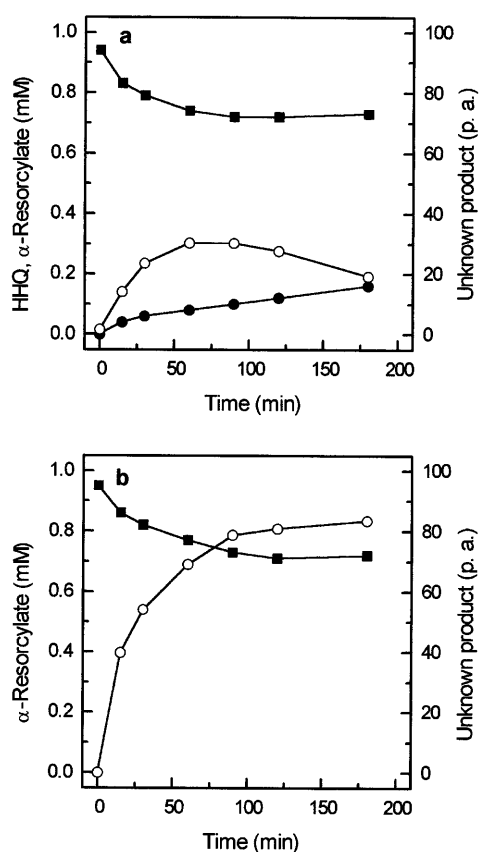 a
1.0
0.8
0.6
0.4
0.2
0.0
HHQ, α-Resorcylate (mM)
100
80
60
40
20
0
Unknown product (p. a.)
0 50 100 150 200
Time (min)
b
1.0
0.8
0.6
0.4
0.2
0.0
α-Resorcylate (mM)
100
80
60
40
20
0
Unknown product (p. a.)
0 50 100 150 200
Time (min)